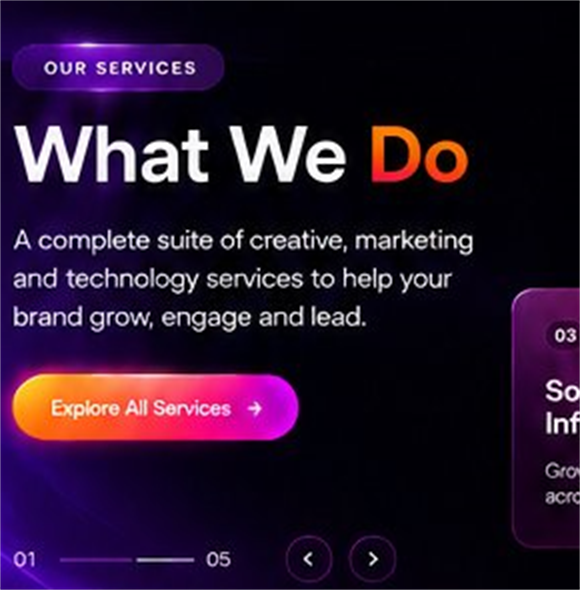 OUR SERVICES
What We Do
A complete suite of creative, marketing
and technology services to help your
brand grow, engage and lead.
Explore All Services →
01
05
03